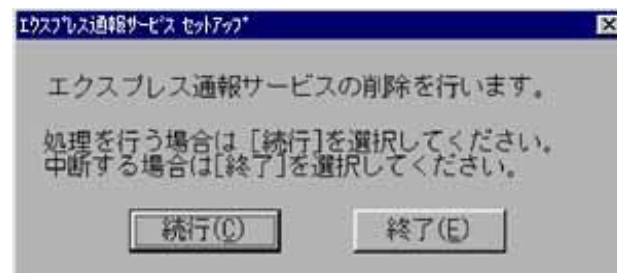 ｴｸｽﾌﾟﾚｽ通報ｻｰﾋﾞｽ ｾｯﾄｱｯﾌﾟ
エクスプレス通報サービスの削除を行います。
処理を行う場合は［続行］を選択してください。
中断する場合は[終了]を選択してください。
続行(C)
終了(E)